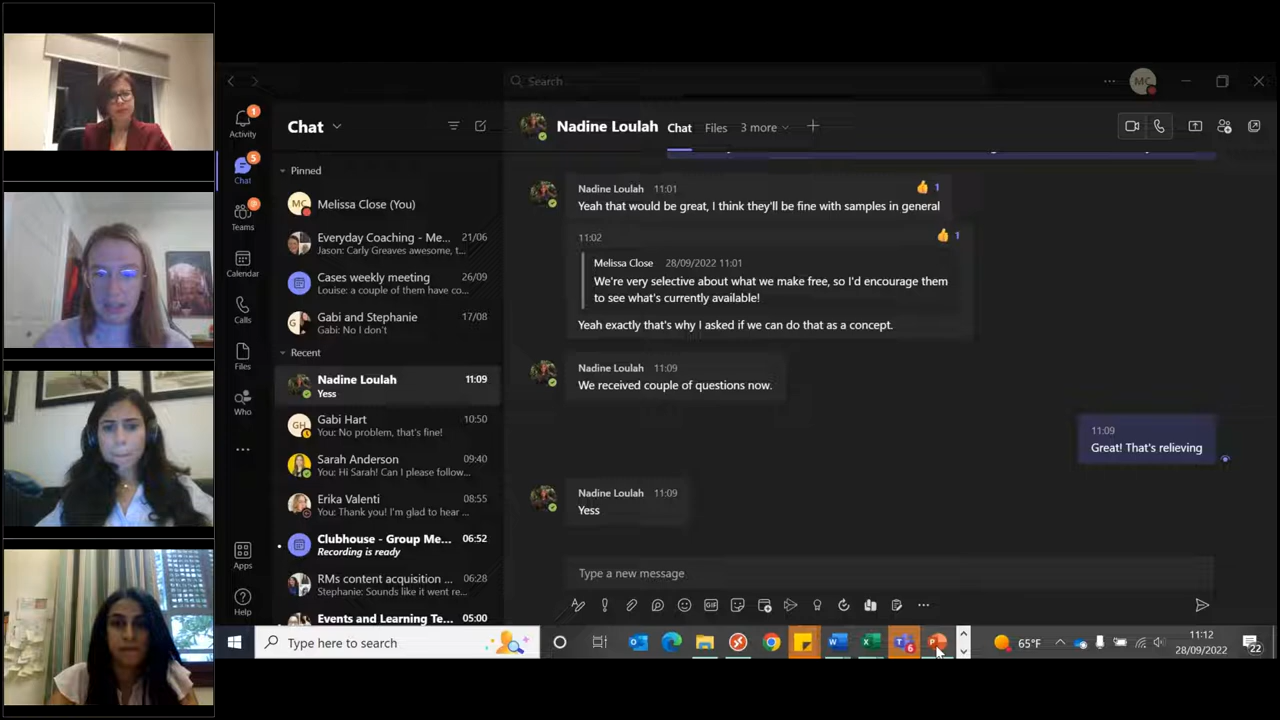 Search
MC
Activity
1
Chat
5
Teams
@
Calendar
Calls
Files
Who
Apps
Help
Chat
Pinned
MC
Melissa Close (You)
Everyday Coaching - Me... 21/06
Jason: Carly Greaves awesome, t...
Cases weekly meeting 26/09
Louise: a couple of them have co...
G
Gabi and Stephanie 17/08
Gabi: No I don't
Recent
Nadine Loulah 11:09
Yess
GH
Gabi Hart 10:50
You: No problem, that's fine!
Sarah Anderson 09:40
You: Hi Sarah! Can I please follow...
Erika Valenti 08:55
You: Thank you! I'm glad to hear ...
Clubhouse - Group Me... 06:52
Recording is ready
RMs content acquisition ... 06:28
Stephanie: Sounds like it went re...
Events and Learning Te... 05:00
Nadine Loulah Chat Files 3 more
Nadine Loulah 11:01
1
Yeah that would be great, I think they'll be fine with samples in general
11:02
1
Melissa Close 28/09/2022 11:01
We're very selective about what we make free, so I'd encourage them
to see what's currently available!
Yeah exactly that's why I asked if we can do that as a concept.
Nadine Loulah 11:09
We received couple of questions now.
11:09
Great! That's relieving
Nadine Loulah 11:09
Yess
Type a new message
GIF
Type here to search
6
65°F
11:12
28/09/2022
22